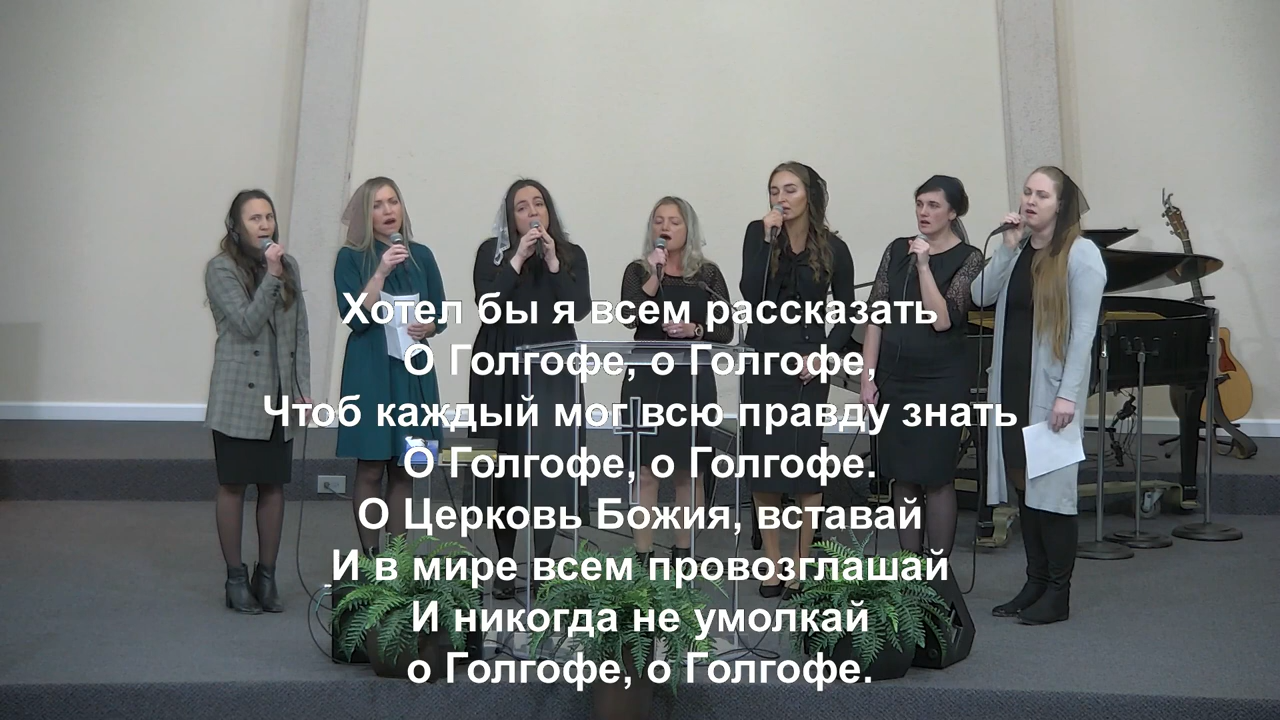 Хотел бы я всем рассказать
О Голгофе, о Голгофе,
Чтоб каждый мог всю правду знать
О Голгофе, о Голгофе.
О Церковь Божия, вставай
И в мире всем провозглашай
И никогда не умолкай
о Голгофе, о Голгофе.